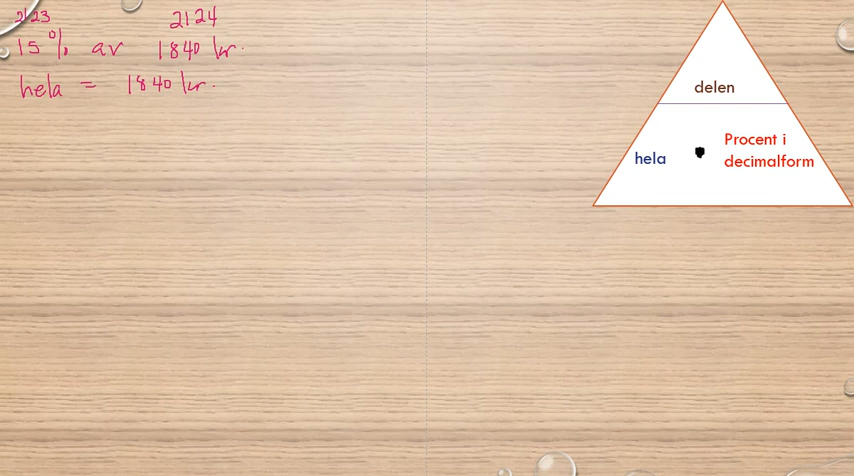 2123 2124
15 % av 1840 kr.
hela = 1840 kr.
delen
hela • Procent i
decimalform